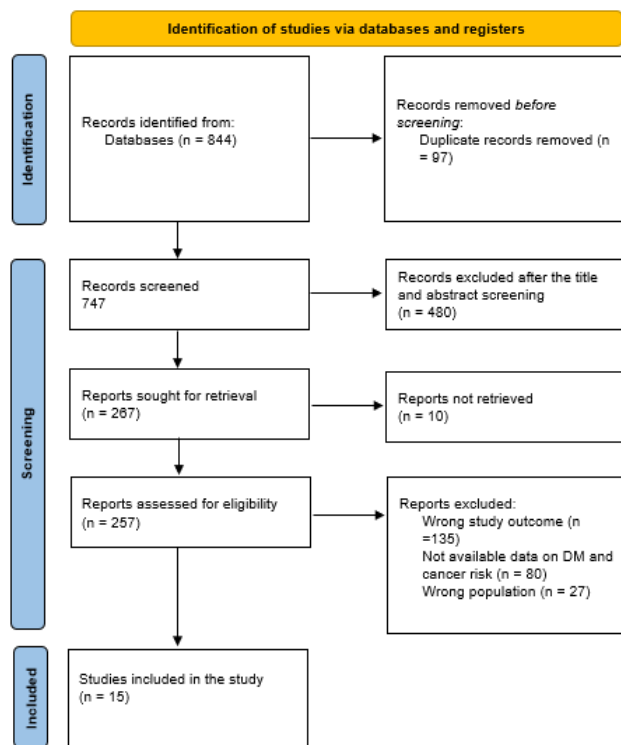 Identification of studies via databases and registers
Identification
Records identified from:
Databases (n = 844)
Records removed before
screening:
Duplicate records removed (n
= 97)
Screening
Records screened
747
Records excluded after the title
and abstract screening
(n = 480)
Reports sought for retrieval
(n = 267)
Reports not retrieved
(n = 10)
Reports assessed for eligibility
(n = 257)
Reports excluded:
Wrong study outcome (n
=135)
Not available data on DM and
cancer risk (n = 80)
Wrong population (n = 27)
Included
Studies included in the study
(n = 15)